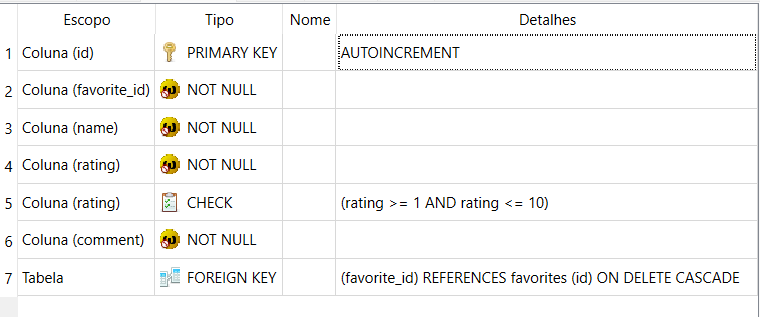 Escopo Tipo Nome Detalhes
1 Coluna (id) PRIMARY KEY AUTOINCREMENT
2 Coluna (favorite_id) NOT NULL
3 Coluna (name) NOT NULL
4 Coluna (rating) NOT NULL
5 Coluna (rating) CHECK (rating >= 1 AND rating <= 10)
6 Coluna (comment) NOT NULL
7 Tabela FOREIGN KEY (favorite_id) REFERENCES favorites (id) ON DELETE CASCADE